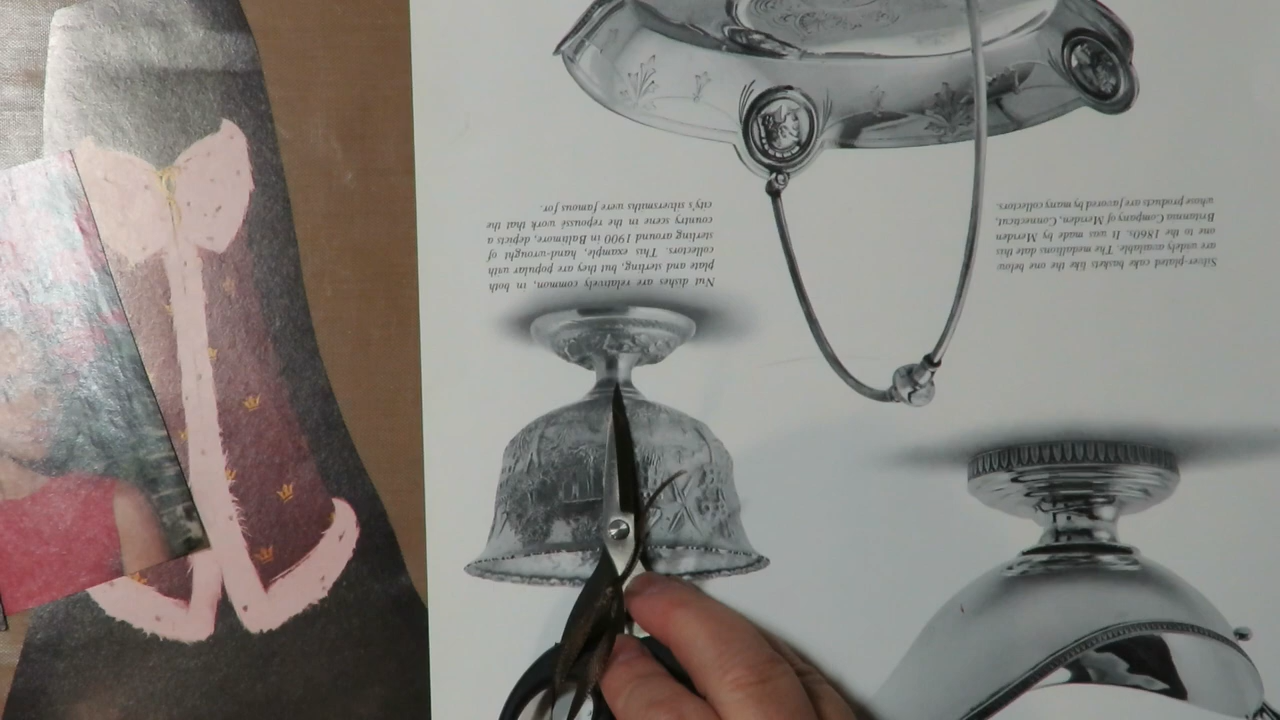 Nut dishes are relatively common, in both
plate and sterling, but they are popular with
collectors. This example, hand-wrought of
sterling around 1900 in Baltimore, depicts a
country scene in the repoussé work that the
city's silversmiths were famous for.
Silver-plated cake baskets like the one below
are widely available. The medallions date this
one to the 1860s. It was made by Meriden
Britannia Company of Meriden, Connecticut,
whose products are favored by many collectors.